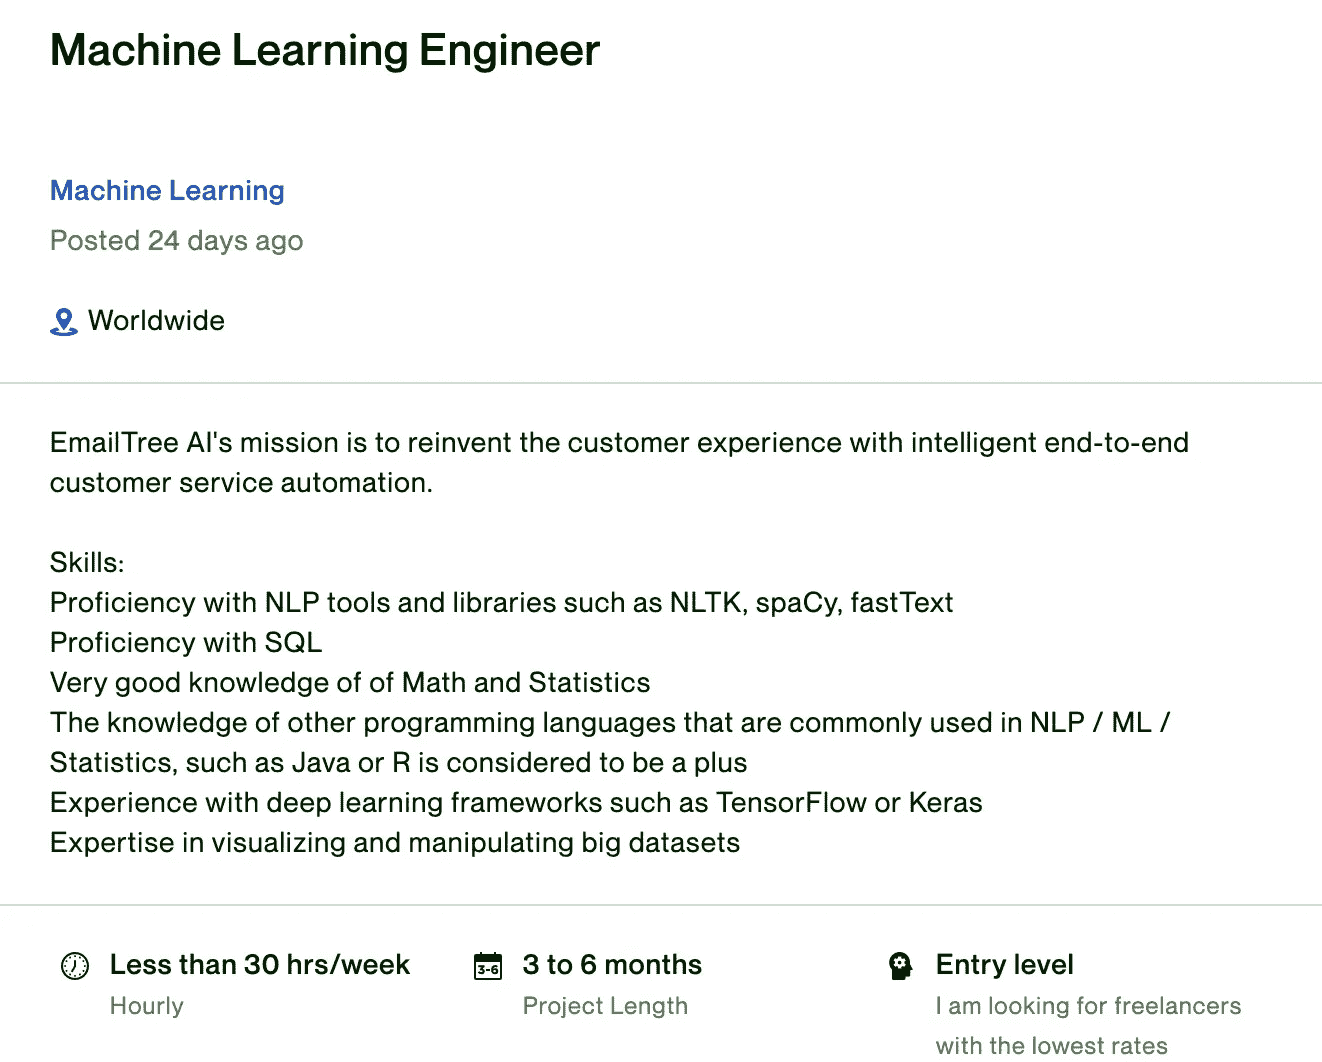 Machine Learning Engineer
Machine Learning
Posted 24 days ago
Worldwide
EmailTree AI's mission is to reinvent the customer experience with intelligent end-to-end
customer service automation.
Skills:
Proficiency with NLP tools and libraries such as NLTK, spaCy, fastText
Proficiency with SQL
Very good knowledge of of Math and Statistics
The knowledge of other programming languages that are commonly used in NLP / ML /
Statistics, such as Java or R is considered to be a plus
Experience with deep learning frameworks such as TensorFlow or Keras
Expertise in visualizing and manipulating big datasets
Less than 30 hrs/week
Hourly
3-6
3 to 6 months
Project Length
Entry level
I am looking for freelancers
with the lowest rates